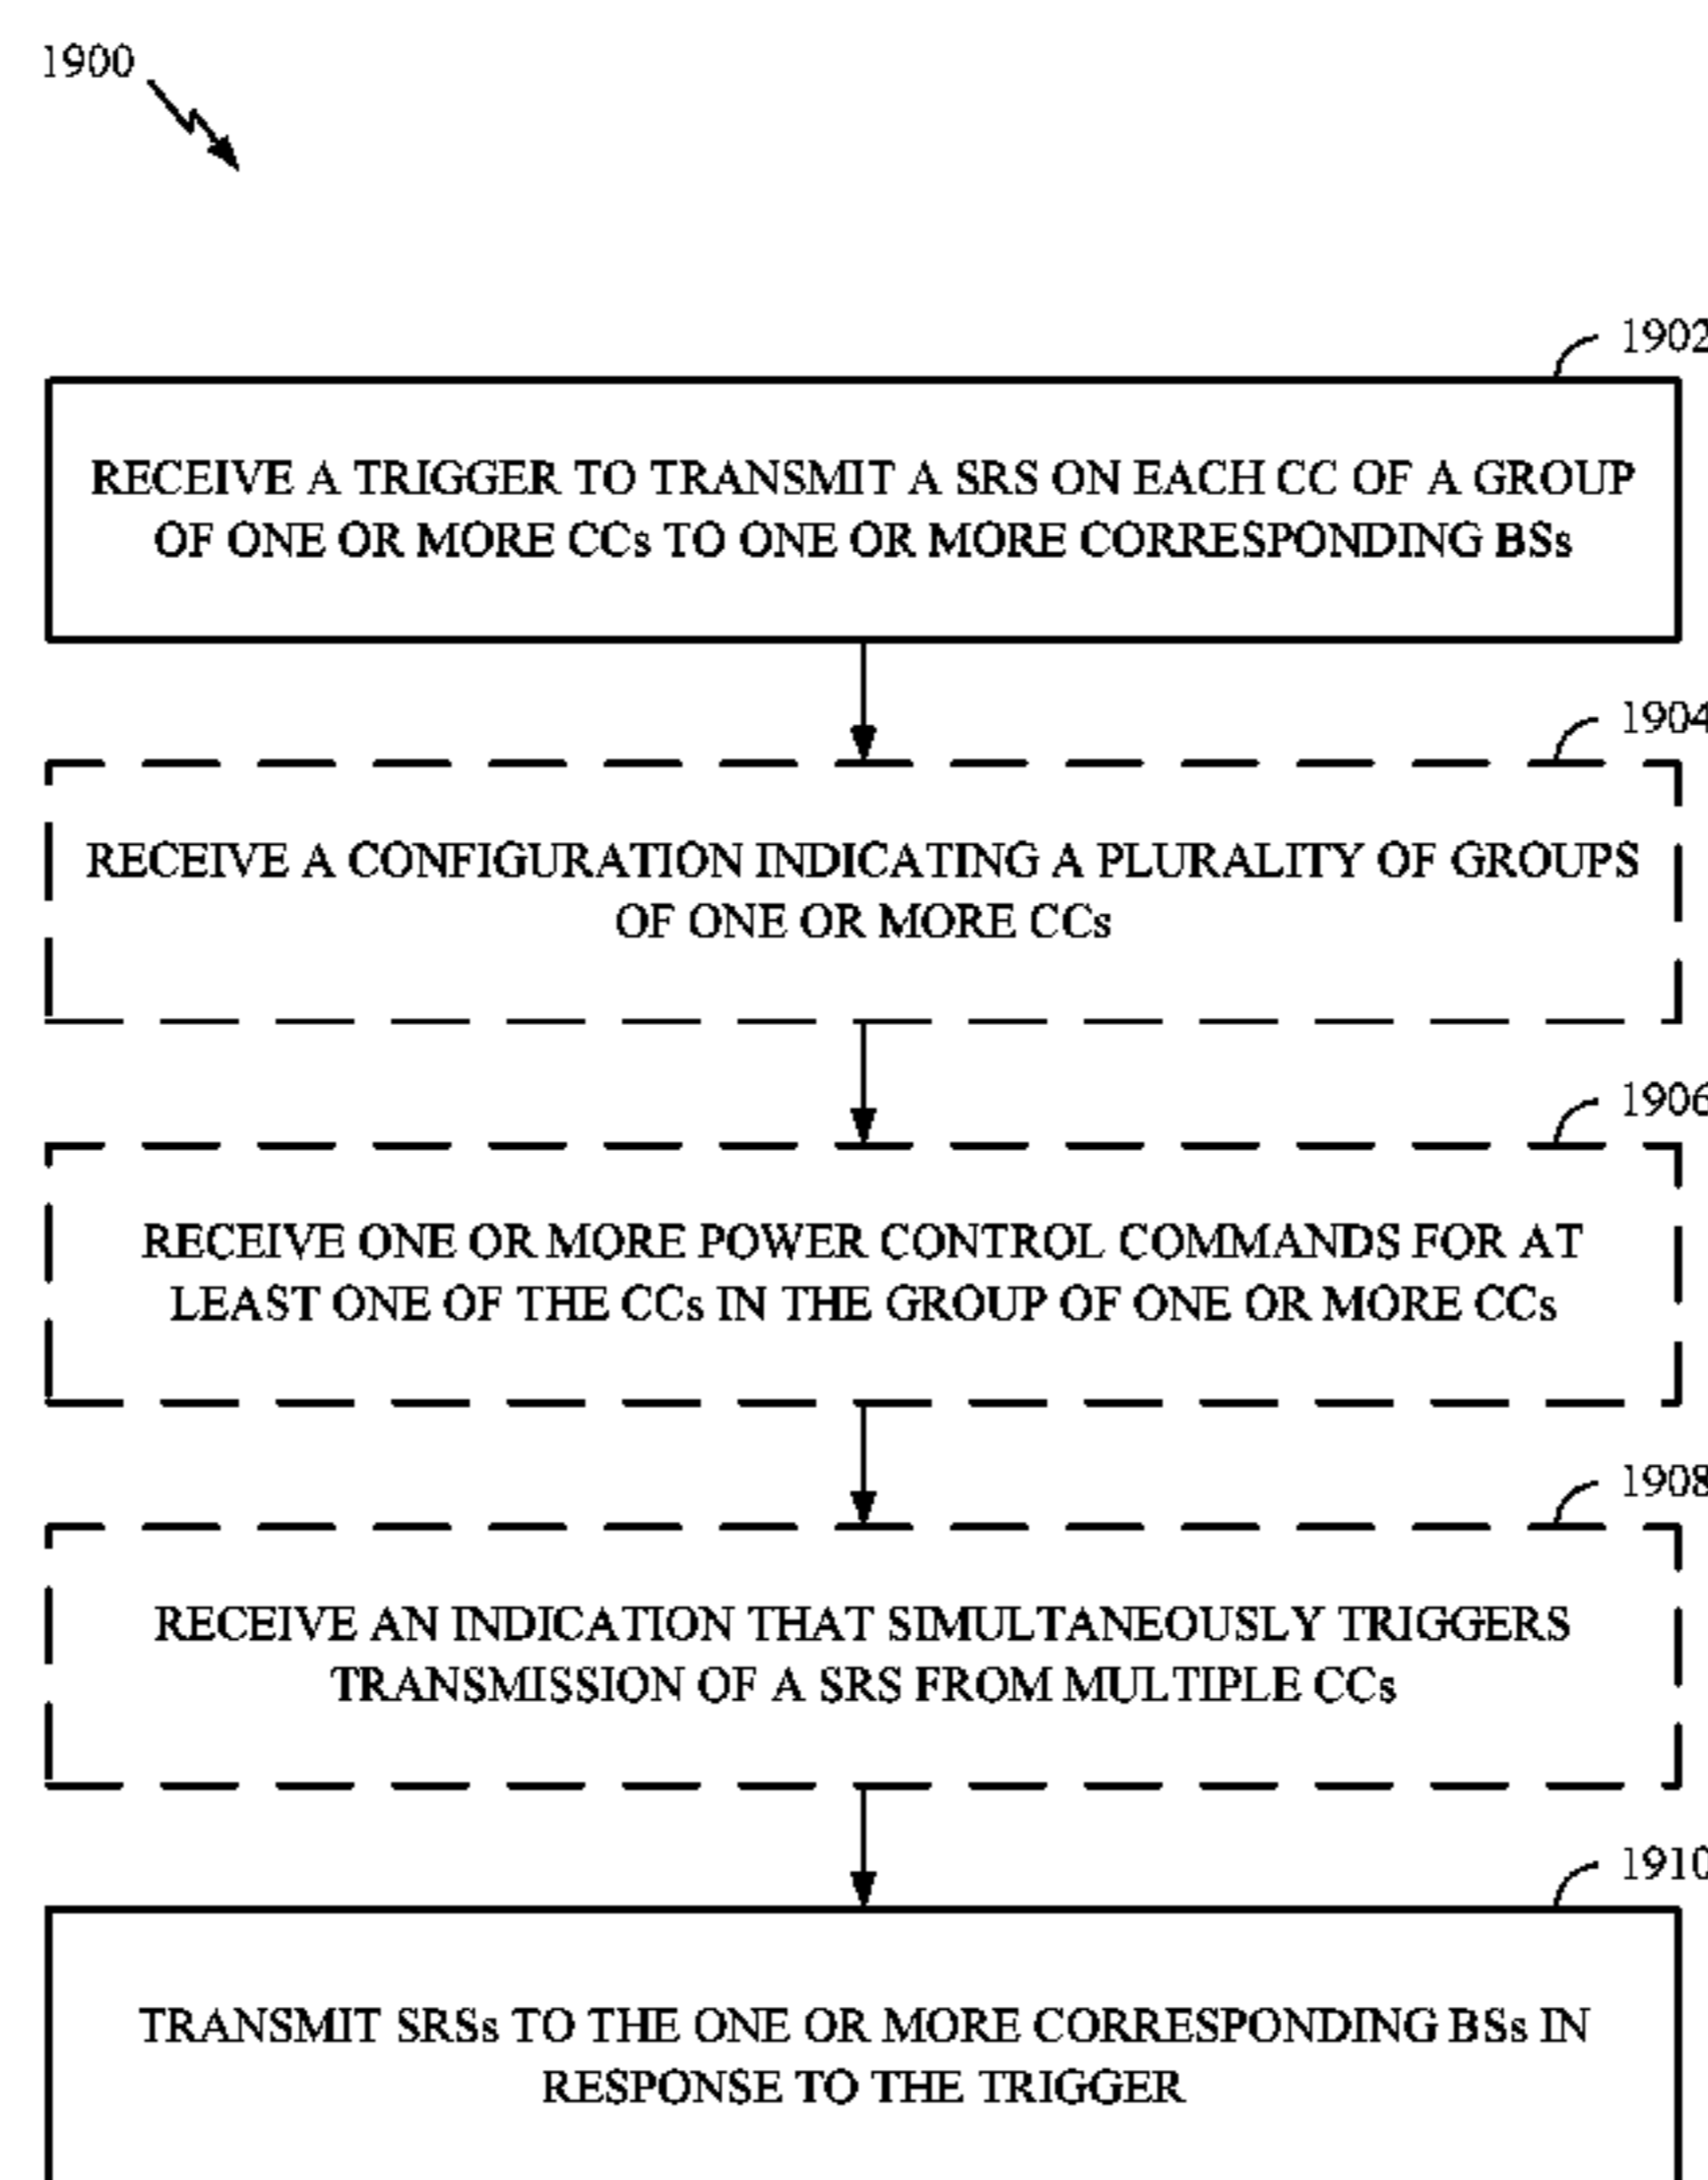 1900
1902
RECEIVE A TRIGGER TO TRANSMIT A SRS ON EACH CC OF A GROUP
OF ONE OR MORE CCs TO ONE OR MORE CORRESPONDING BSs
1904
RECEIVE A CONFIGURATION INDICATING A PLURALITY OF GROUPS
OF ONE OR MORE CCs
1906
RECEIVE ONE OR MORE POWER CONTROL COMMANDS FOR AT
LEAST ONE OF THE CCs IN THE GROUP OF ONE OR MORE CCs
1908
RECEIVE AN INDICATION THAT SIMULTANEOUSLY TRIGGERS
TRANSMISSION OF A SRS FROM MULTIPLE CCs
1910
TRANSMIT SRSs TO THE ONE OR MORE CORRESPONDING BSs IN
RESPONSE TO THE TRIGGER